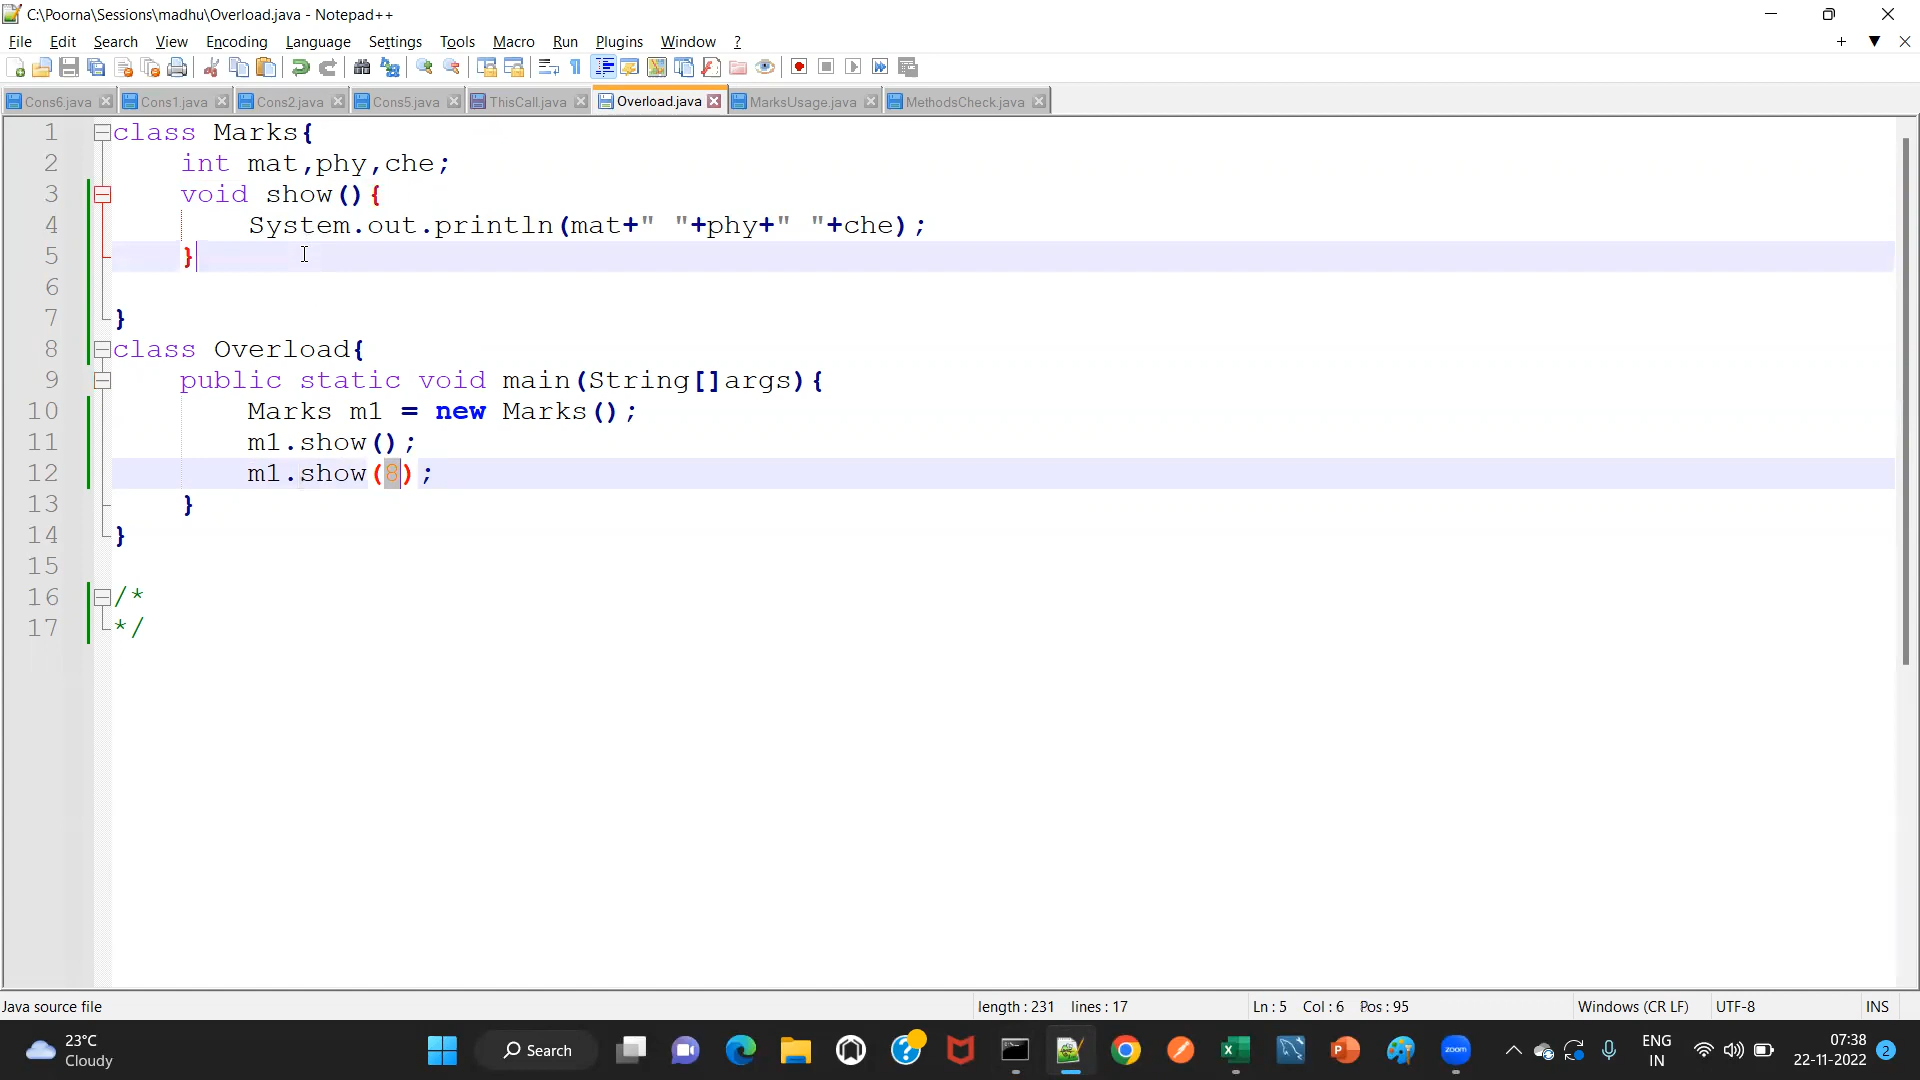 C:\Poorna\Sessions\madhu\Overload.java - Notepad++
File Edit Search View Encoding Language Settings Tools Macro Run Plugins Window ?
Cons6.java Cons1.java Cons2.java Cons5.java ThisCall.java Overload.java MarksUsage.java MethodsCheck.java
1 class Marks{
2 int mat,phy,che;
3 void show(){
4 System.out.println(mat+" "+phy+" "+che);
5 }
6
7 }
8 class Overload{
9 public static void main(String[]args){
10 Marks m1 = new Marks();
11 m1.show();
12 m1.show(8);
13 }
14 }
15
16 /*
17 */
Java source file length : 231 lines : 17 Ln : 5 Col : 6 Pos : 95 Windows (CR LF) UTF-8 INS
23°C
Cloudy
Search
zoom
ENG
IN
07:38
22-11-2022
2